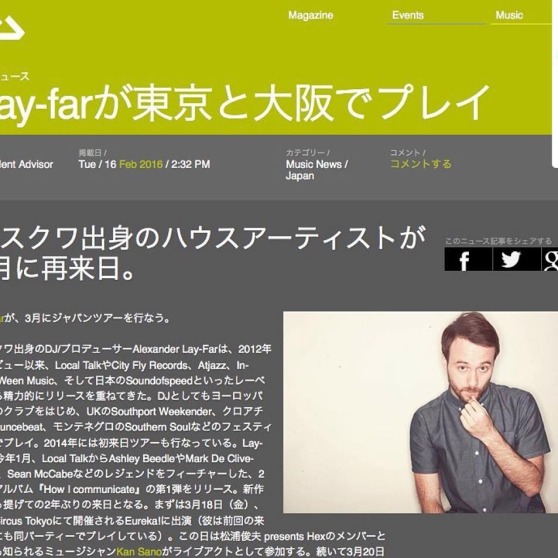 Magazine
Events
Music
ュース
ay-farが東京と大阪でプレイ
ent Advisor
掲載日 /
Tue / 16 Feb 2016 / 2:32 PM
カテゴリー /
Music News /
Japan
コメント /
コメントする
スクワ出身のハウスアーティストが
月に再来日。
このニュース記事をシェアする
rが、3月にジャパンツアーを行なう。
クワ出身のDJ/プロデューサーAlexander Lay-Farは、2012年
ビュー以来、Local TalkやCity Fly Records、Atjazz、In-
Ween Music、そして日本のSoundofspeedといったレーベ
ら精力的にリリースを重ねてきた。DJとしてもヨーロッパ
のクラブをはじめ、UKのSouthport Weekender、クロアチ
uncebeat、モンテネグロのSouthern Soulなどのフェスティ
でプレイ。2014年には初来日ツアーも行なっている。Lay-
今年1月、Local TalkからAshley BeedleやMark De Clive-
、Sean McCabeなどのレジェンドをフィーチャーした、2
アルバム『How I communicate』の第1弾をリリース。新作
っ提げての2年ぶりの来日となる。まずは3月18日（金）、
Circus Tokyoにて開催されるEureka!に出演（彼は前回の来
にも同パーティーでプレイしている）。この日は松浦俊夫 presents Hexのメンバーと
も知られるミュージシャンKan Sanoがライブアクトとして参加する。続いて3月20日